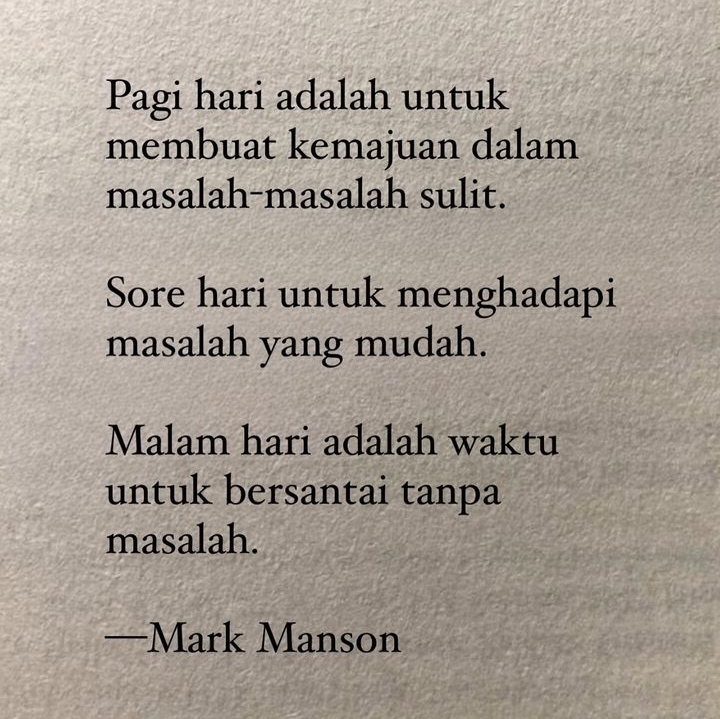 Pagi hari adalah untuk
membuat kemajuan dalam
masalah-masalah sulit.
Sore hari untuk menghadapi
masalah yang mudah.
Malam hari adalah waktu
untuk bersantai tanpa
masalah.
—Mark Manson